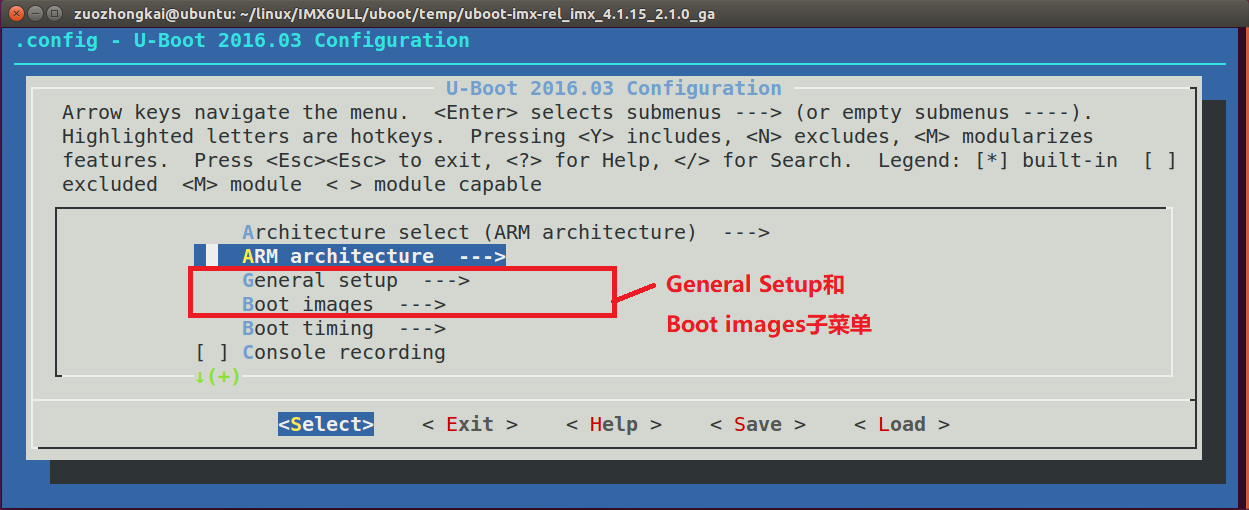 zuozhongkai@ubuntu: ~/linux/IMX6ULL/uboot/temp/uboot-imx-rel_imx_4.1.15_2.1.0_ga
.config - U-Boot 2016.03 Configuration
U-Boot 2016.03 Configuration
Arrow keys navigate the menu.  <Enter> selects submenus ---> (or empty submenus ----).
Highlighted letters are hotkeys.  Pressing <Y> includes, <N> excludes, <M> modularizes
features.  Press <Esc><Esc> to exit, <?> for Help, </> for Search.  Legend: [*] built-in  [ ]
excluded  <M> module  < > module capable
Architecture select (ARM architecture)  --->
ARM architecture  --->
General setup  --->
Boot images  --->
Boot timing  --->
[ ] Console recording
↓(+)
General Setup和
Boot images子菜单
<Select>    < Exit >    < Help >    < Save >    < Load >